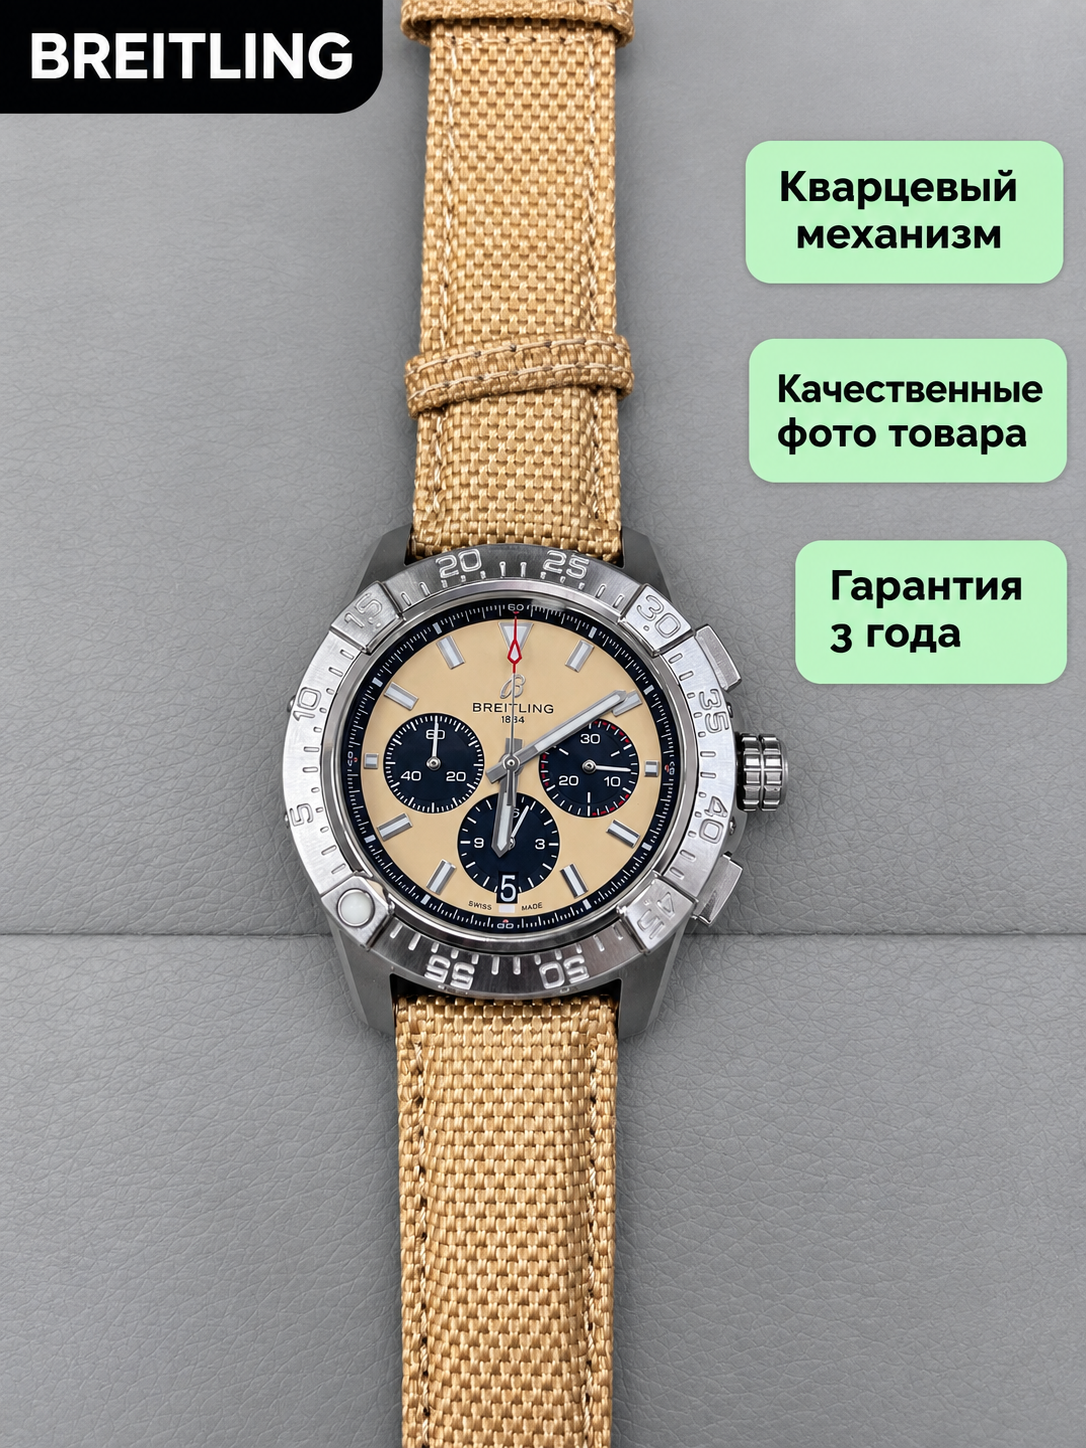 BREITLING
Кварцевый
механизм
Качественные
фото товара
Гарантия
3 года
20
25
15
30
10
35
5
40
45
55
50
60
BREITLING
1884
60
40 20
30
20 10
9 3
5
SWISS MADE